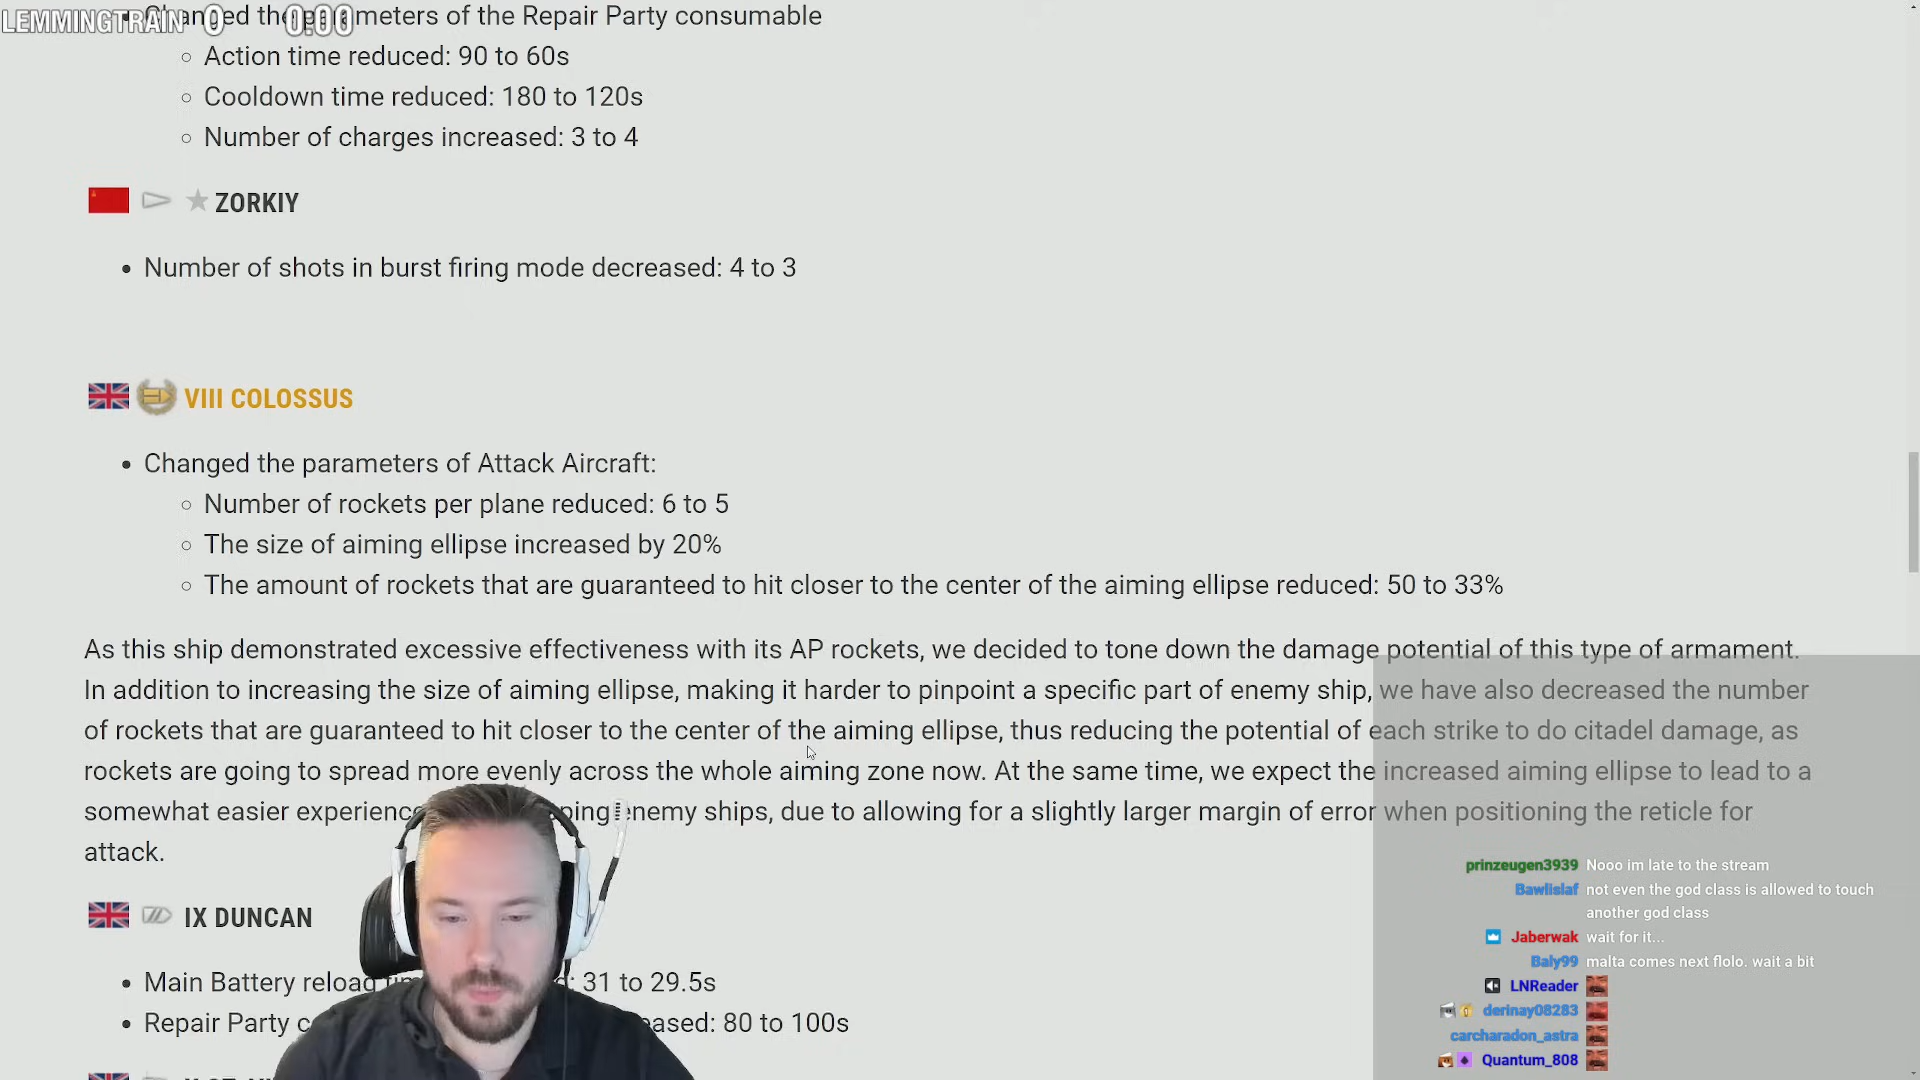 LEMMINGTRAIN 0 0:00
the parameters of the Repair Party consumable
Action time reduced: 90 to 60s
Cooldown time reduced: 180 to 120s
Number of charges increased: 3 to 4
ZORKIY
Number of shots in burst firing mode decreased: 4 to 3
VIII COLOSSUS
Changed the parameters of Attack Aircraft:
Number of rockets per plane reduced: 6 to 5
The size of aiming ellipse increased by 20%
The amount of rockets that are guaranteed to hit closer to the center of the aiming ellipse reduced: 50 to 33%
As this ship demonstrated excessive effectiveness with its AP rockets, we decided to tone down the damage potential of this type of armament.
In addition to increasing the size of aiming ellipse, making it harder to pinpoint a specific part of enemy ship, we have also decreased the number
of rockets that are guaranteed to hit closer to the center of the aiming ellipse, thus reducing the potential of each strike to do citadel damage, as
rockets are going to spread more evenly across the whole aiming zone now. At the same time, we expect the increased aiming ellipse to lead to a
somewhat easier enemy ships, due to allowing for a slightly larger margin of error when positioning the reticle for
attack.
IX DUNCAN
Main Battery reload : 31 to 29.5s
Repair Party : 80 to 100s
prinzeugen3939 Nooo im late to the stream
Bawlislaf not even the god class is allowed to touch
another god class
Jaberwak wait for it...
Baly99 malta comes next flolo. wait a bit
LNReader
derinay08283
carcharadon_astra
Quantum_808